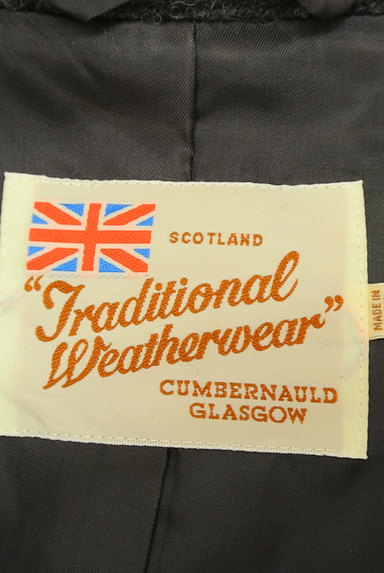 SCOTLAND
"Traditional
Weatherwear"
CUMBERNAULD
GLASGOW
MADE IN